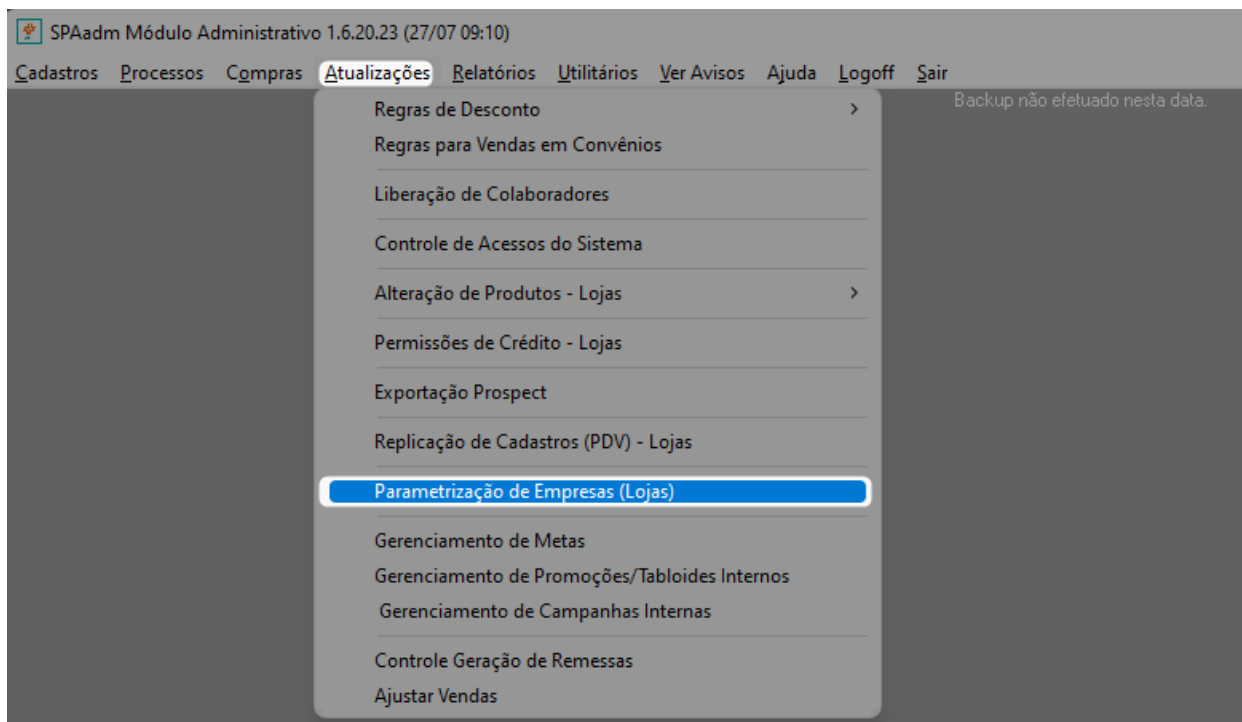 SPAadm Módulo Administrativo 1.6.20.23 (27/07 09:10)
Cadastros Processos Compras Atualizações Relatórios Utilitários Ver Avisos Ajuda Logoff Sair
Backup não efetuado nesta data.
Regras de Desconto
Regras para Vendas em Convênios
Liberação de Colaboradores
Controle de Acessos do Sistema
Alteração de Produtos - Lojas
Permissões de Crédito - Lojas
Exportação Prospect
Replicação de Cadastros (PDV) - Lojas
Parametrização de Empresas (Lojas)
Gerenciamento de Metas
Gerenciamento de Promoções/Tabloides Internos
Gerenciamento de Campanhas Internas
Controle Geração de Remessas
Ajustar Vendas